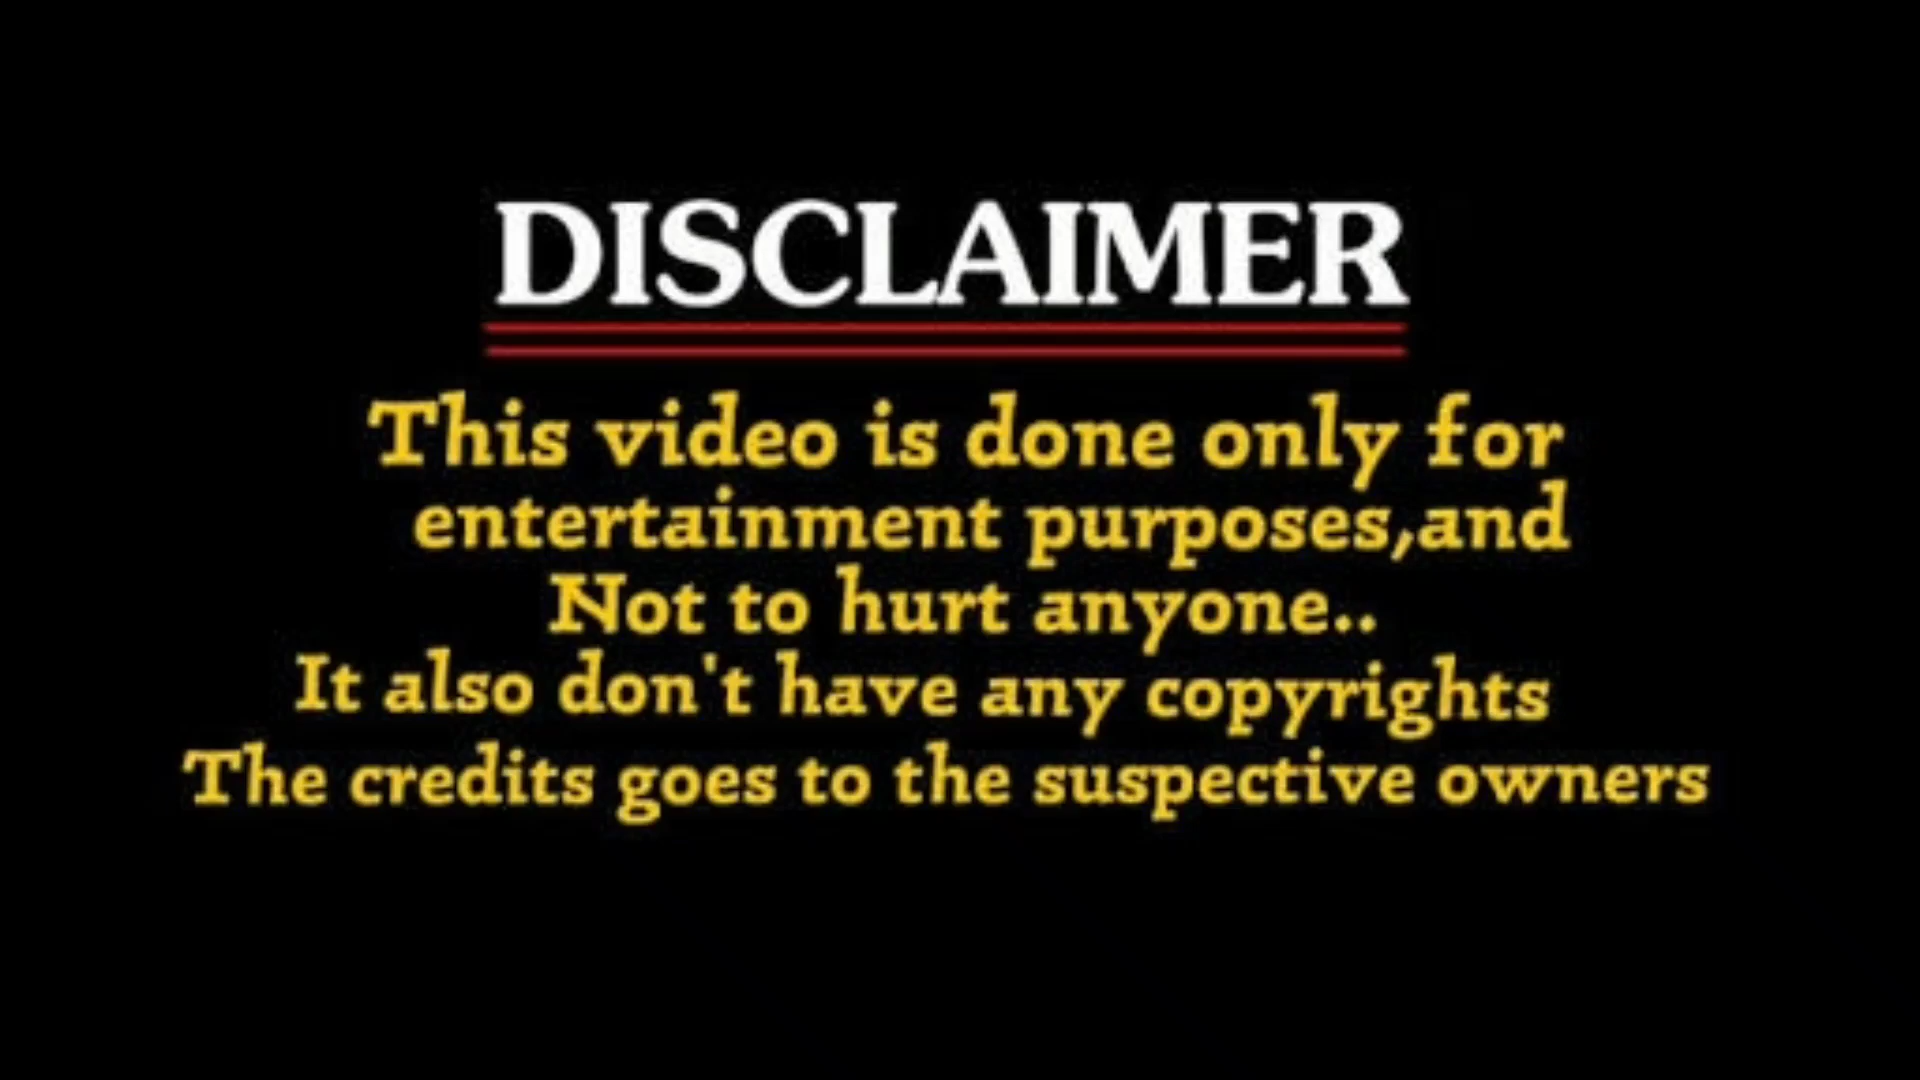 DISCLAIMER
This video is done only for
entertainment purposes,and
Not to hurt anyone..
It also don't have any copyrights
The credits goes to the suspective owners